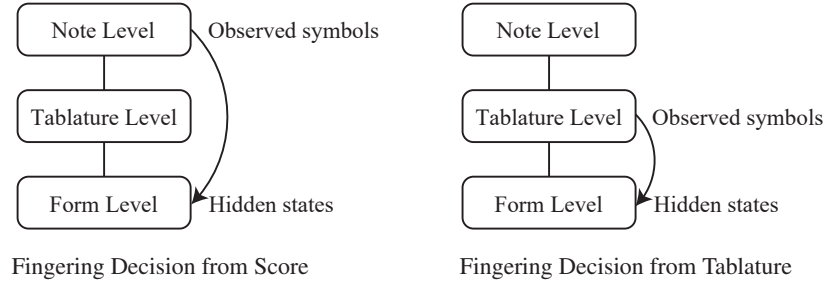 Note Level
Observed symbols
Tablature Level
Form Level
Hidden states
Fingering Decision from Score
Note Level
Tablature Level
Observed symbols
Form Level
Hidden states
Fingering Decision from Tablature